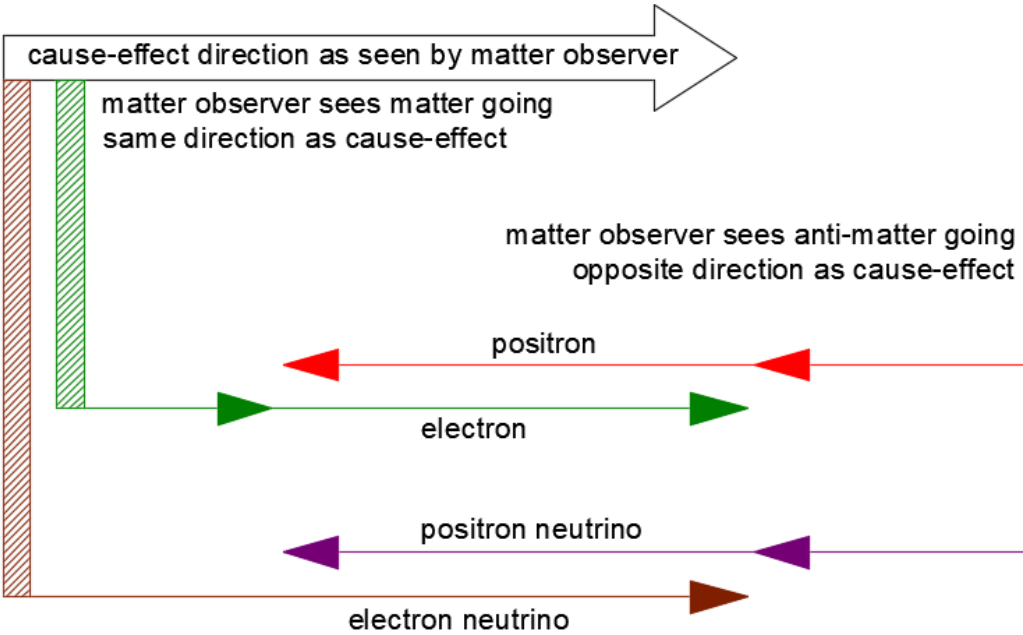 cause-effect direction as seen by matter observer
matter observer sees matter going
same direction as cause-effect
matter observer sees anti-matter going
opposite direction as cause-effect
positron
electron
positron neutrino
electron neutrino